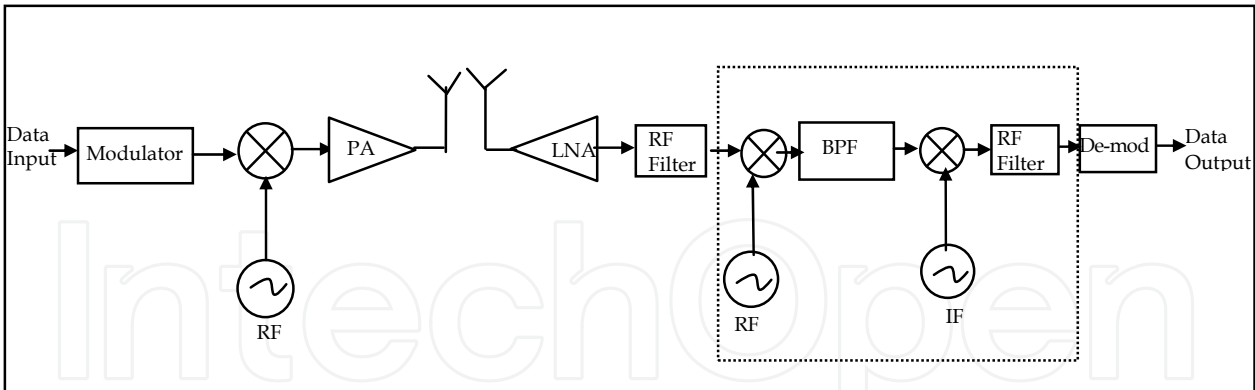 Data
Input
Modulator
RF
PA
LNA
RF
Filter
RF
BPF
IF
RF
Filter
De-mod
Data
Output
IntechOpen